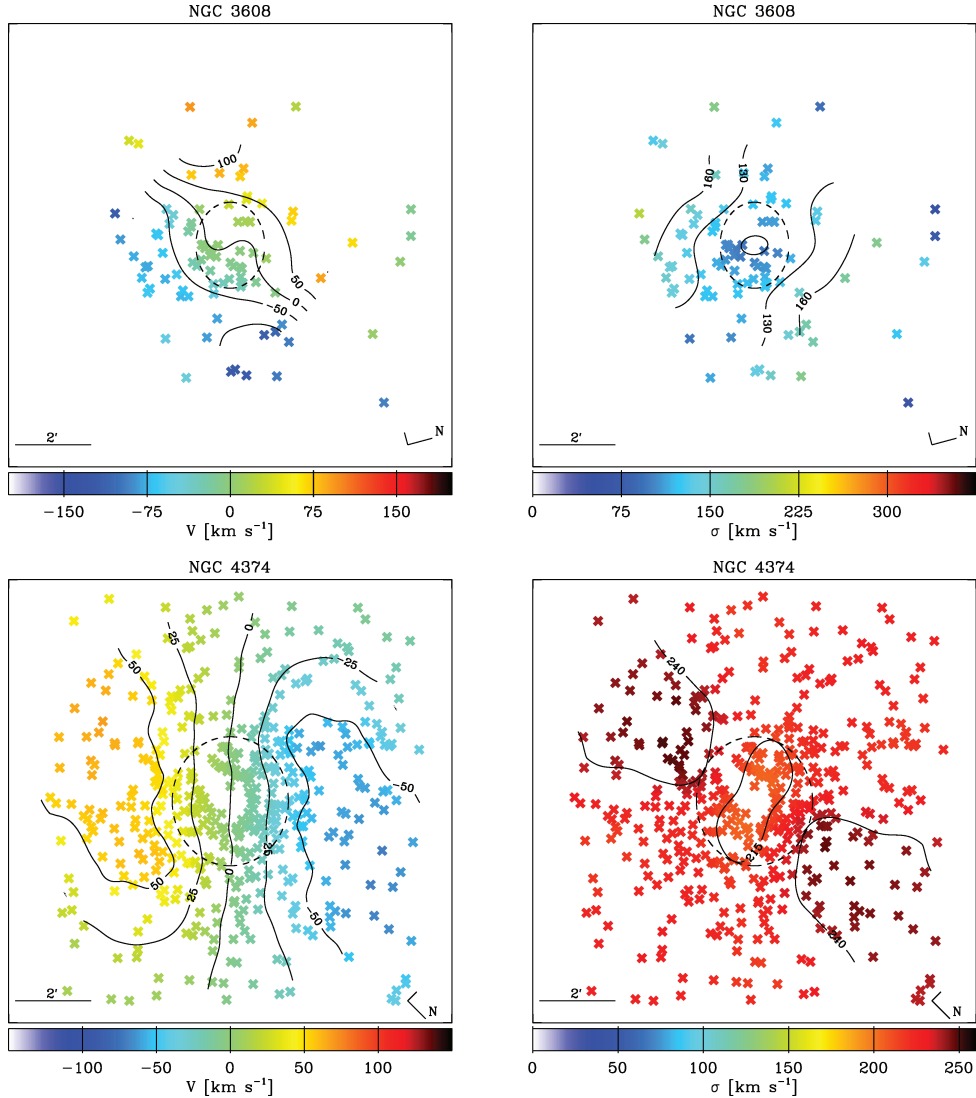 NGC 3608
100
50
0
−50
2′
N
−150 −75 0 75 150
V [km s⁻¹]
NGC 3608
160
130
130
160
2′
N
0 75 150 225 300
σ [km s⁻¹]
NGC 4374
50
25
0
−25
−50
50
25
0
−25
−50
2′
N
−100 −50 0 50 100
V [km s⁻¹]
NGC 4374
240
215
240
2′
N
0 50 100 150 200 250
σ [km s⁻¹]